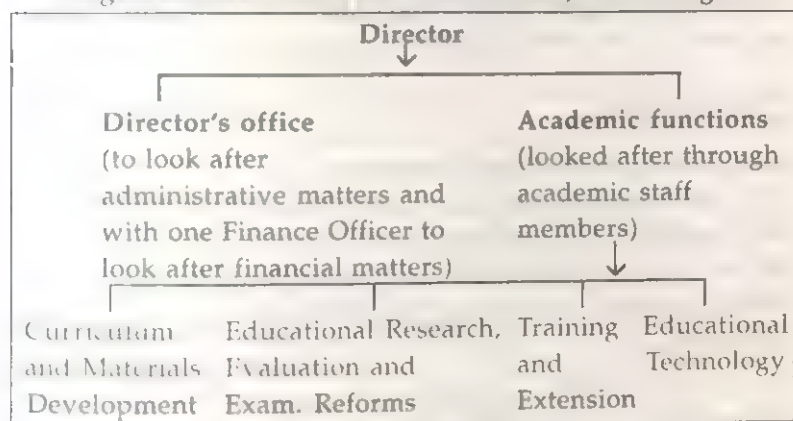 Director
Director's office
(to look after
administrative matters and
with one Finance Officer to
look after financial matters)
Academic functions
(looked after through
academic staff
members)
Curriculum
and Materials
Development
Educational Research,
Evaluation and
Exam. Reforms
Training
and
Extension
Educational
Technology